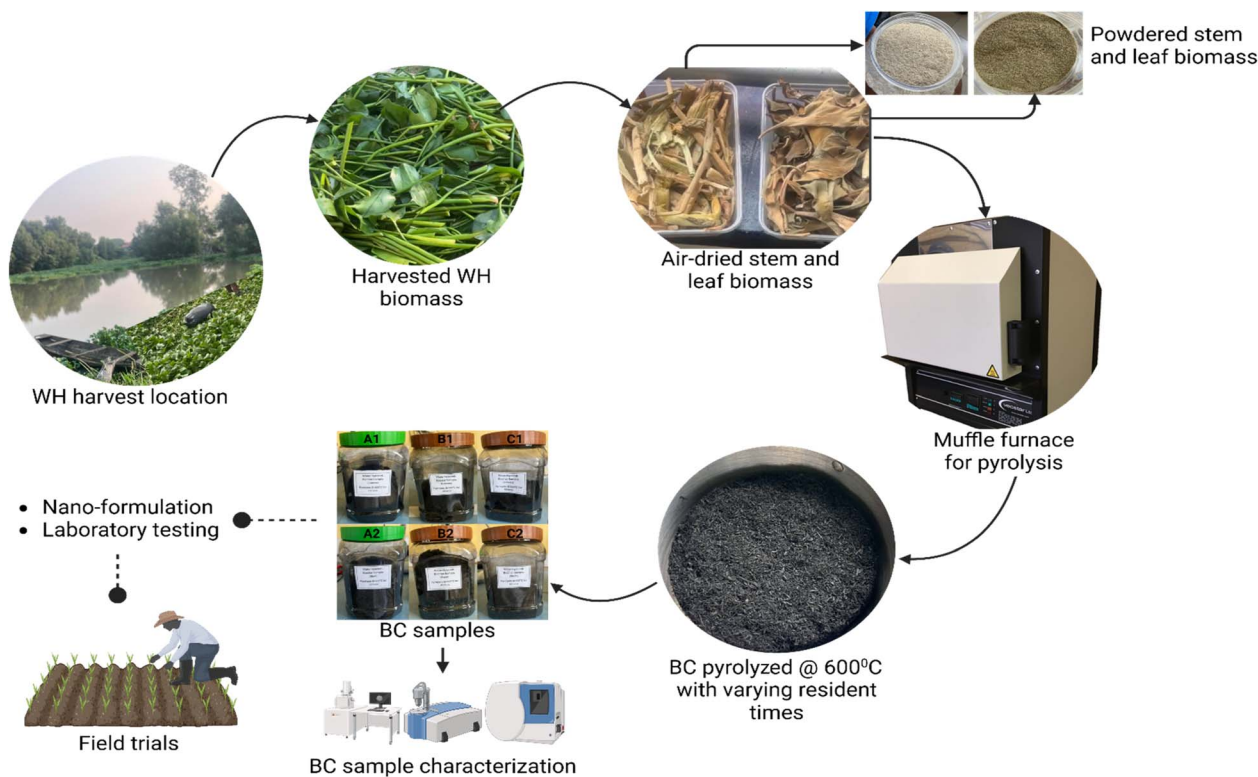 Powdered stem
and leaf biomass
Harvested WH
biomass
Air-dried stem and
leaf biomass
WH harvest location
Muffle furnace
for pyrolysis
A1
B1
C1
A2
B2
C2
• Nano-formulation
• Laboratory testing
BC samples
BC pyrolyzed @ 600⁰C
with varying resident
times
Field trials
BC sample characterization